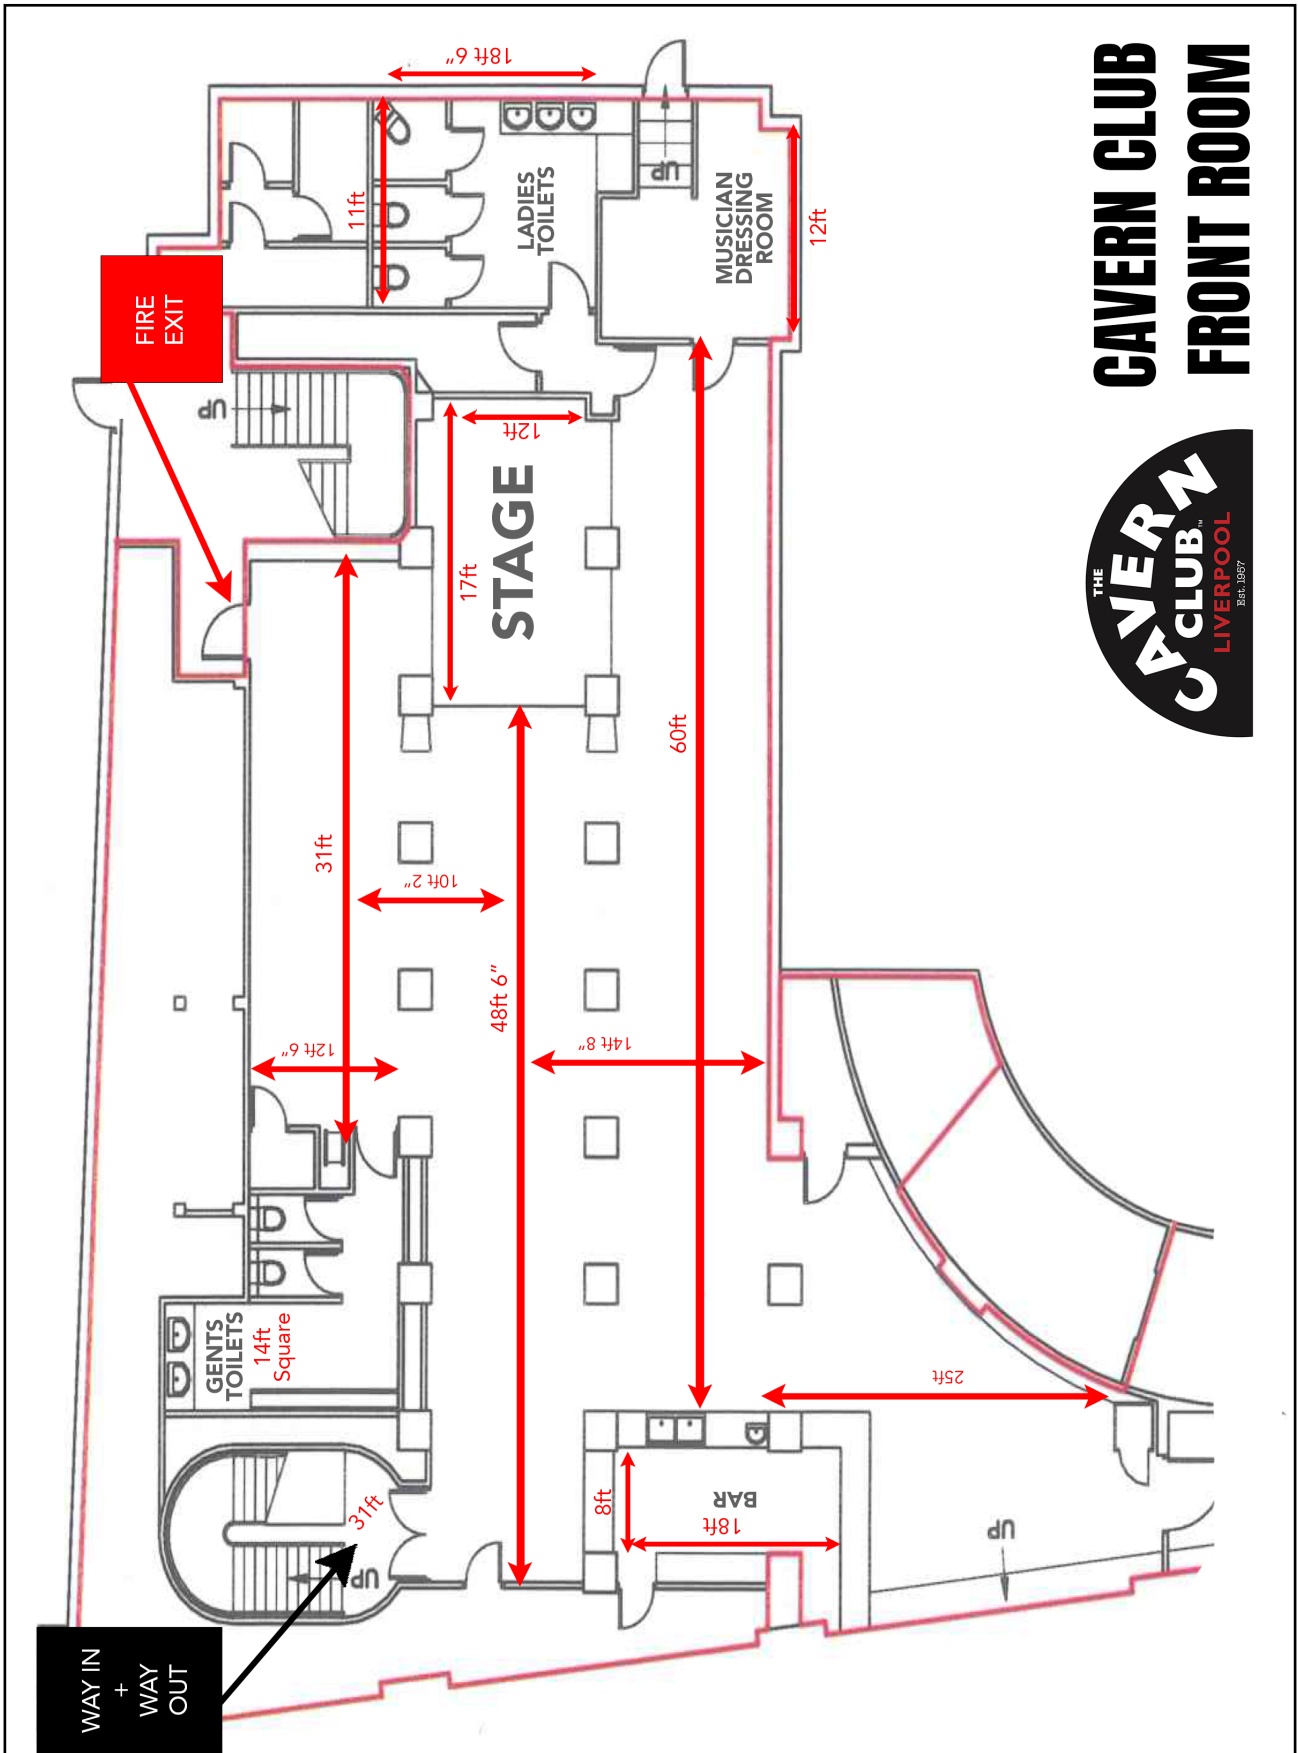 CAVERN CLUB
FRONT ROOM
THE
CAVERN
CLUB™
LIVERPOOL
Est. 1957
FIRE
EXIT
WAY IN
+
WAY
OUT
18ft 6”
11ft
LADIES
TOILETS
UP
MUSICIAN
DRESSING
ROOM
12ft
UP
12ft
STAGE
17ft
31ft
60ft
10ft 2”
48ft 6”
12ft 6”
14ft 8”
GENTS
TOILETS
14ft
Square
25ft
31ft
UP
8ft
BAR
18ft
UP